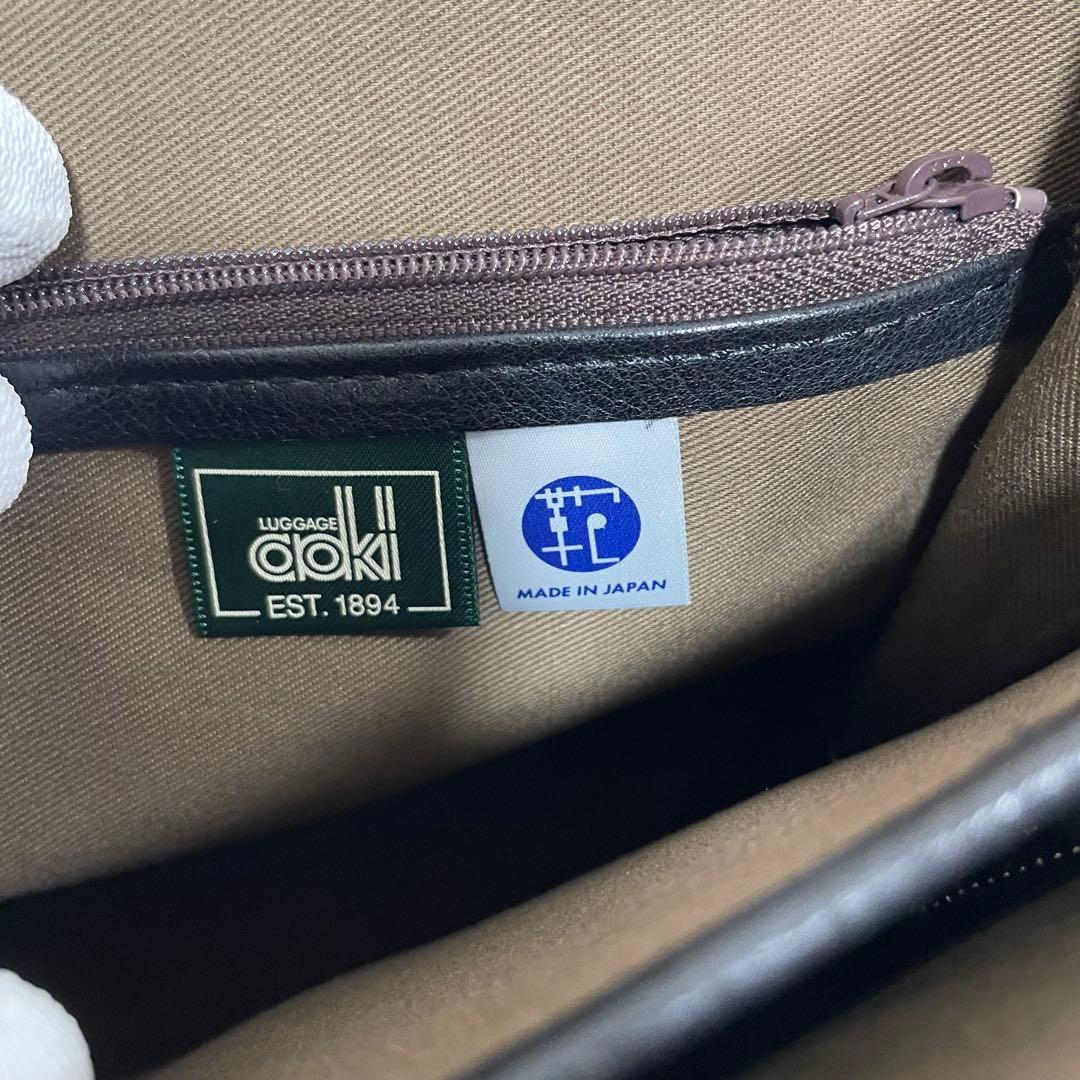 LUGGAGE
aoki
EST. 1894
MADE IN JAPAN